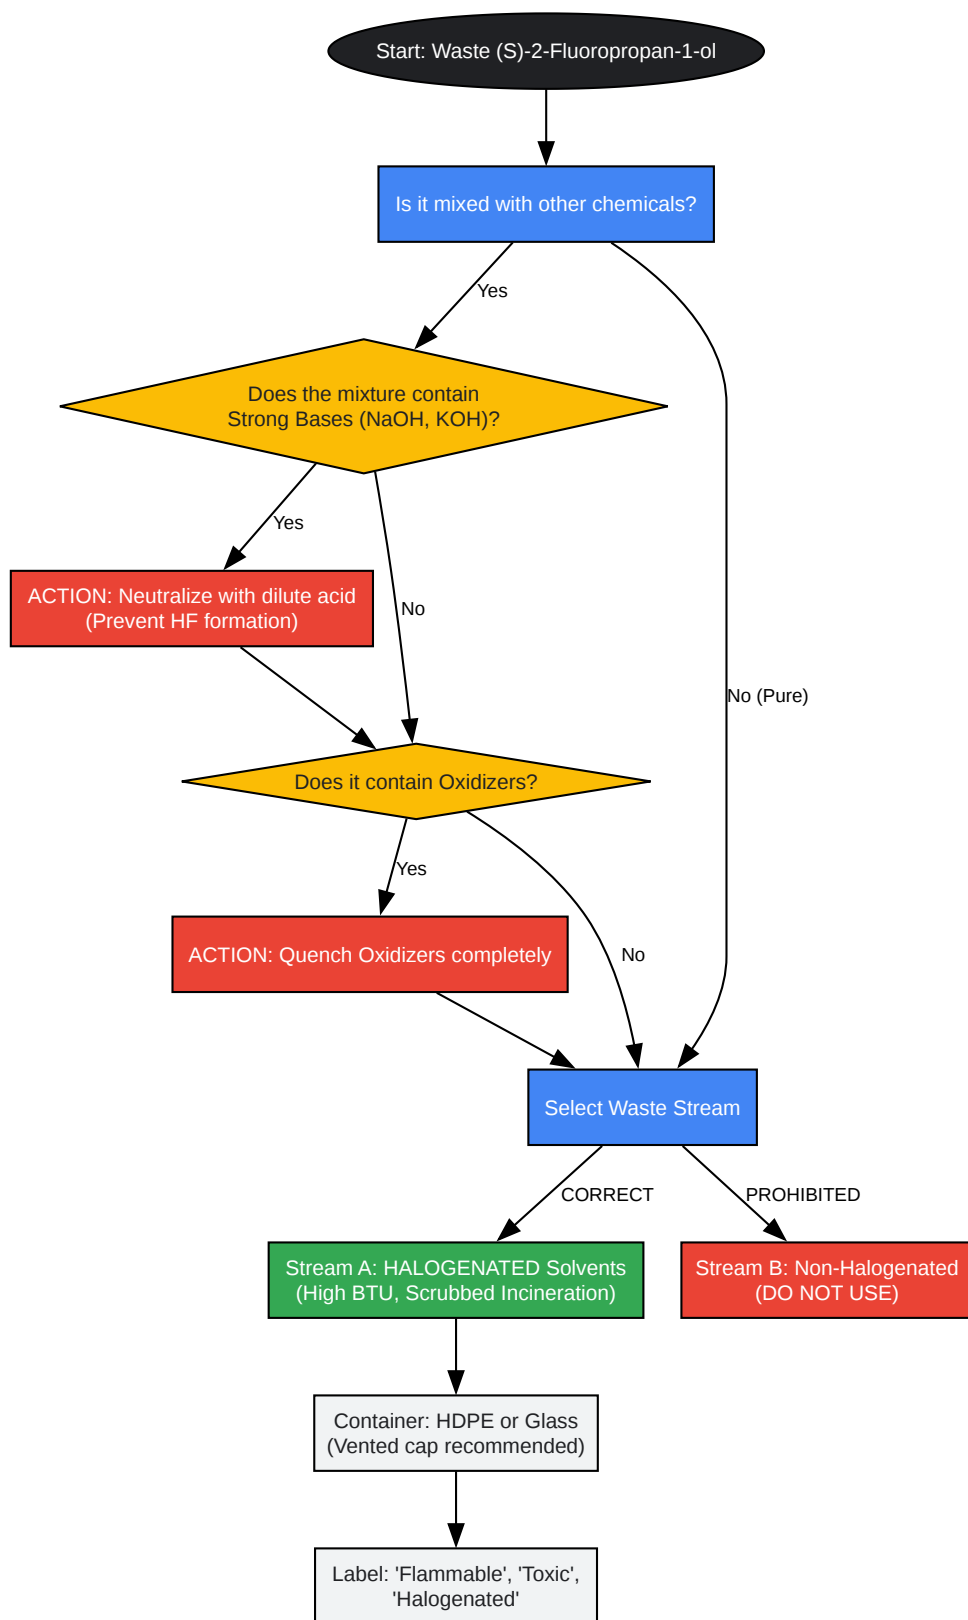 Start: Waste (S)-2-Fluoropropan-1-ol
Is it mixed with other chemicals?
Yes
Does the mixture contain
Strong Bases (NaOH, KOH)?
Yes
ACTION: Neutralize with dilute acid
(Prevent HF formation)
No
No (Pure)
Does it contain Oxidizers?
Yes
ACTION: Quench Oxidizers completely
No
Select Waste Stream
CORRECT
PROHIBITED
Stream A: HALOGENATED Solvents
(High BTU, Scrubbed Incineration)
Stream B: Non-Halogenated
(DO NOT USE)
Container: HDPE or Glass
(Vented cap recommended)
Label: 'Flammable', 'Toxic',
'Halogenated'